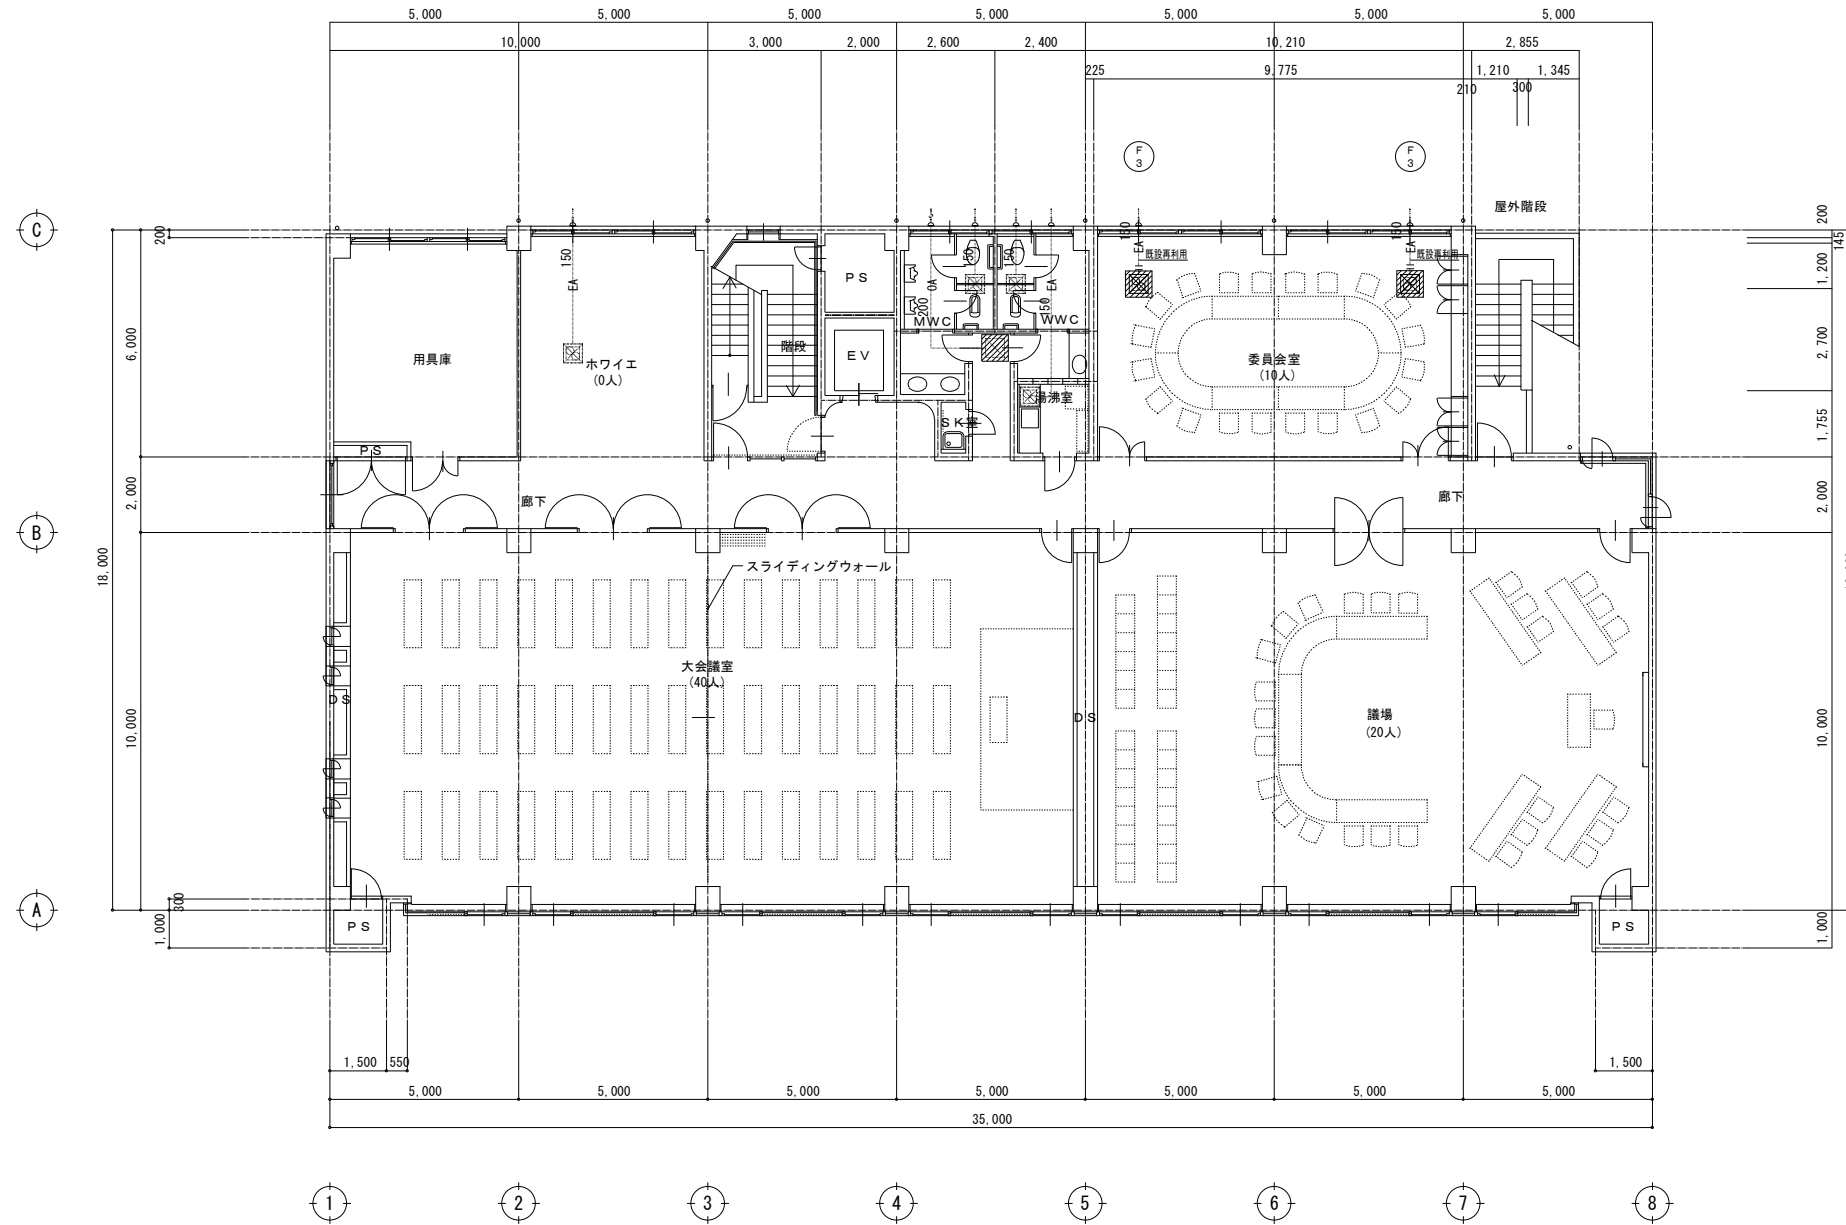 5,000 5,000 5,000 5,000 5,000 5,000 5,000
10,000 3,000 2,000 2,600 2,400 10,210 2,855
225 9,775 1,210 1,345
210 300
F
3
F
3
屋外階段
C
200
200
145
150
EA
150
150
OA
200
EA
150
150
EA
既設再利用
150
EA
既設再利用
1,200
PS
MWC
WWC
6,000
用具庫
ホワイエ
(0人)
階段
EV
委員会室
(10人)
2,700
湯沸室
SK室
1,755
PS
2,000
廊下
廊下
2,000
B
18,000
スライディングウォール
大会議室
(40人)
DS
DS
議場
(20人)
10,000
10,000
A
300
1,000
PS
PS
1,000
1,500 550
1,500
5,000 5,000 5,000 5,000 5,000 5,000 5,000
35,000
1 2 3 4 5 6 7 8